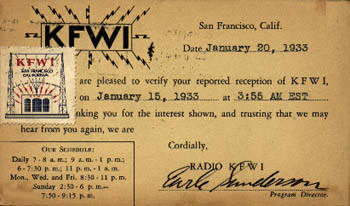 KFWI
San Francisco, Calif.
Date January 20, 1933
KFWI
SAN FRANCISCO
CALIFORNIA
are pleased to verify your reported reception of KFWI,
on January 15, 1933 at 3:55 AM EST
king you for the interest shown, and trusting that we may
hear from you again, we are
Cordially,
RADIO KFWI
Earle Sanderson
Program Director.
OUR SCHEDULE:
Daily 7 - 8 a. m.; 9 a. m. - 1 p. m.;
6 - 7:30 p. m.; 11 p. m. - 1 a. m.
Mon., Wed. and Fri. 8:30 - 11 p. m.
Sunday 2:30 - 6 p. m.—
7:50 - 9:15 p. m.